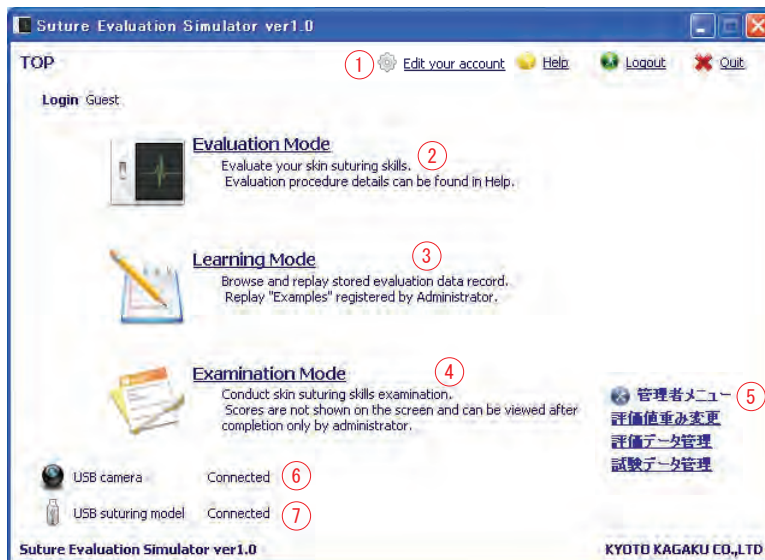 Suture Evaluation Simulator ver1.0
TOP
① Edit your account Help Logout Quit
Login Guest
Evaluation Mode
Evaluate your skin suturing skills. ②
Evaluation procedure details can be found in Help.
Learning Mode ③
Browse and replay stored evaluation data record.
Replay "Examples" registered by Administrator.
Examination Mode ④
Conduct skin suturing skills examination.
Scores are not shown on the screen and can be viewed after
completion only by administrator.
管理者メニュー ⑤
評価値重み変更
評価データ管理
試験データ管理
USB camera Connected ⑥
USB suturing model Connected ⑦
Suture Evaluation Simulator ver1.0 KYOTO KAGAKU CO.,LTD